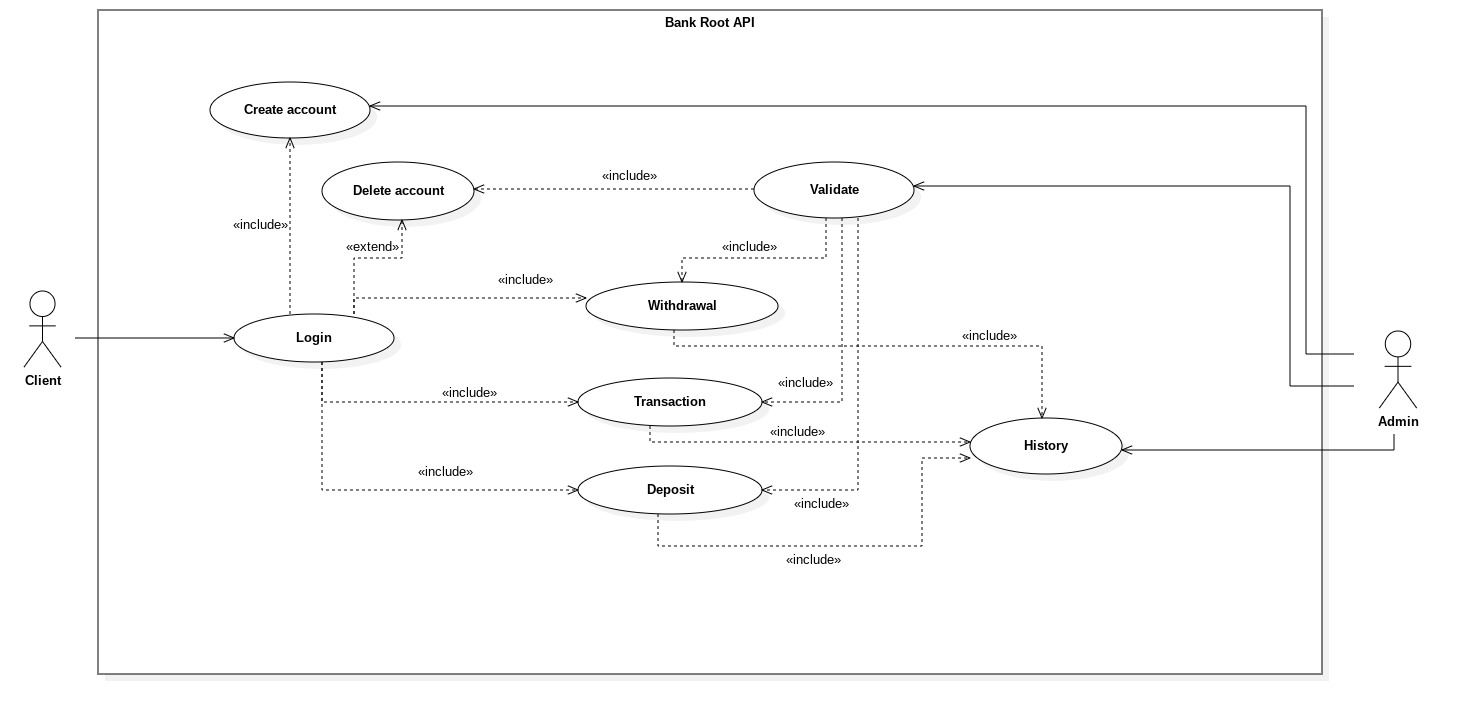 Bank Root API
Create account
«include»
Delete account
Validate
«include»
«extend»
«include»
«include»
Withdrawal
Login
«include»
Client
«include»
«include»
Transaction
Admin
«include»
History
«include»
Deposit
«include»
«include»